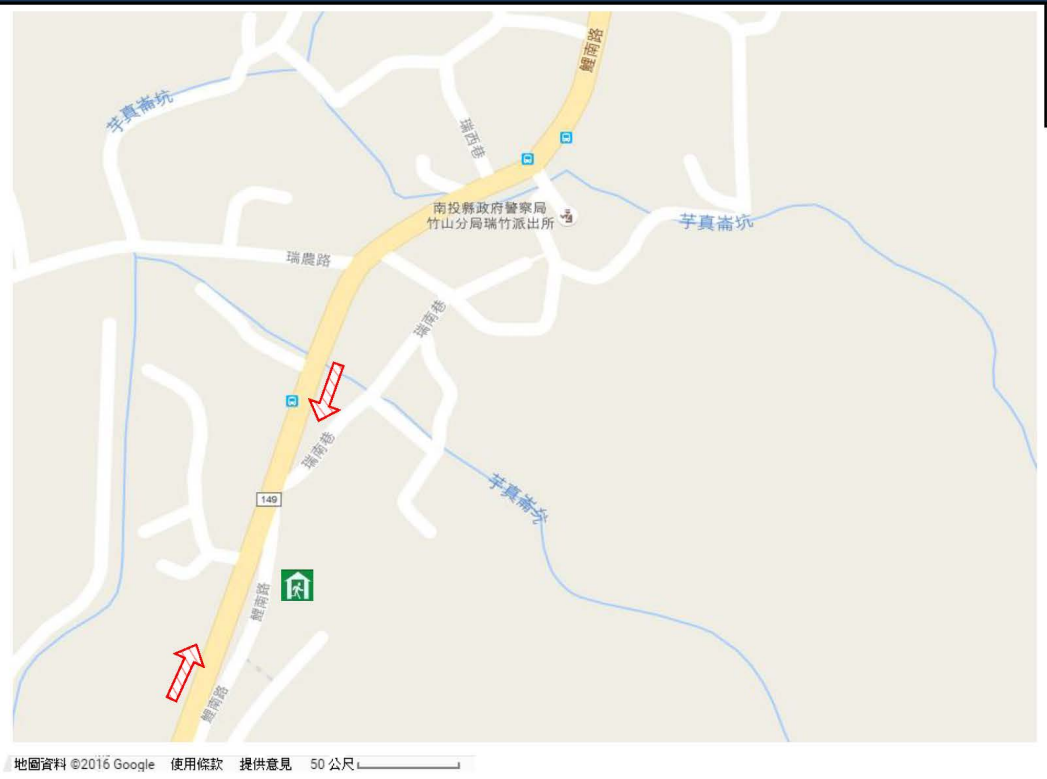 鯉南路
芋真崙坑
瑞西巷
南投縣政府警察局
竹山分局瑞竹派出所
芋真崙坑
瑞農路
瑞南巷
瑞南巷
芋真崙坑
149
鯉南路
鯉南路
地圖資料 ©2016 Google 使用條款 提供意見 50 公尺